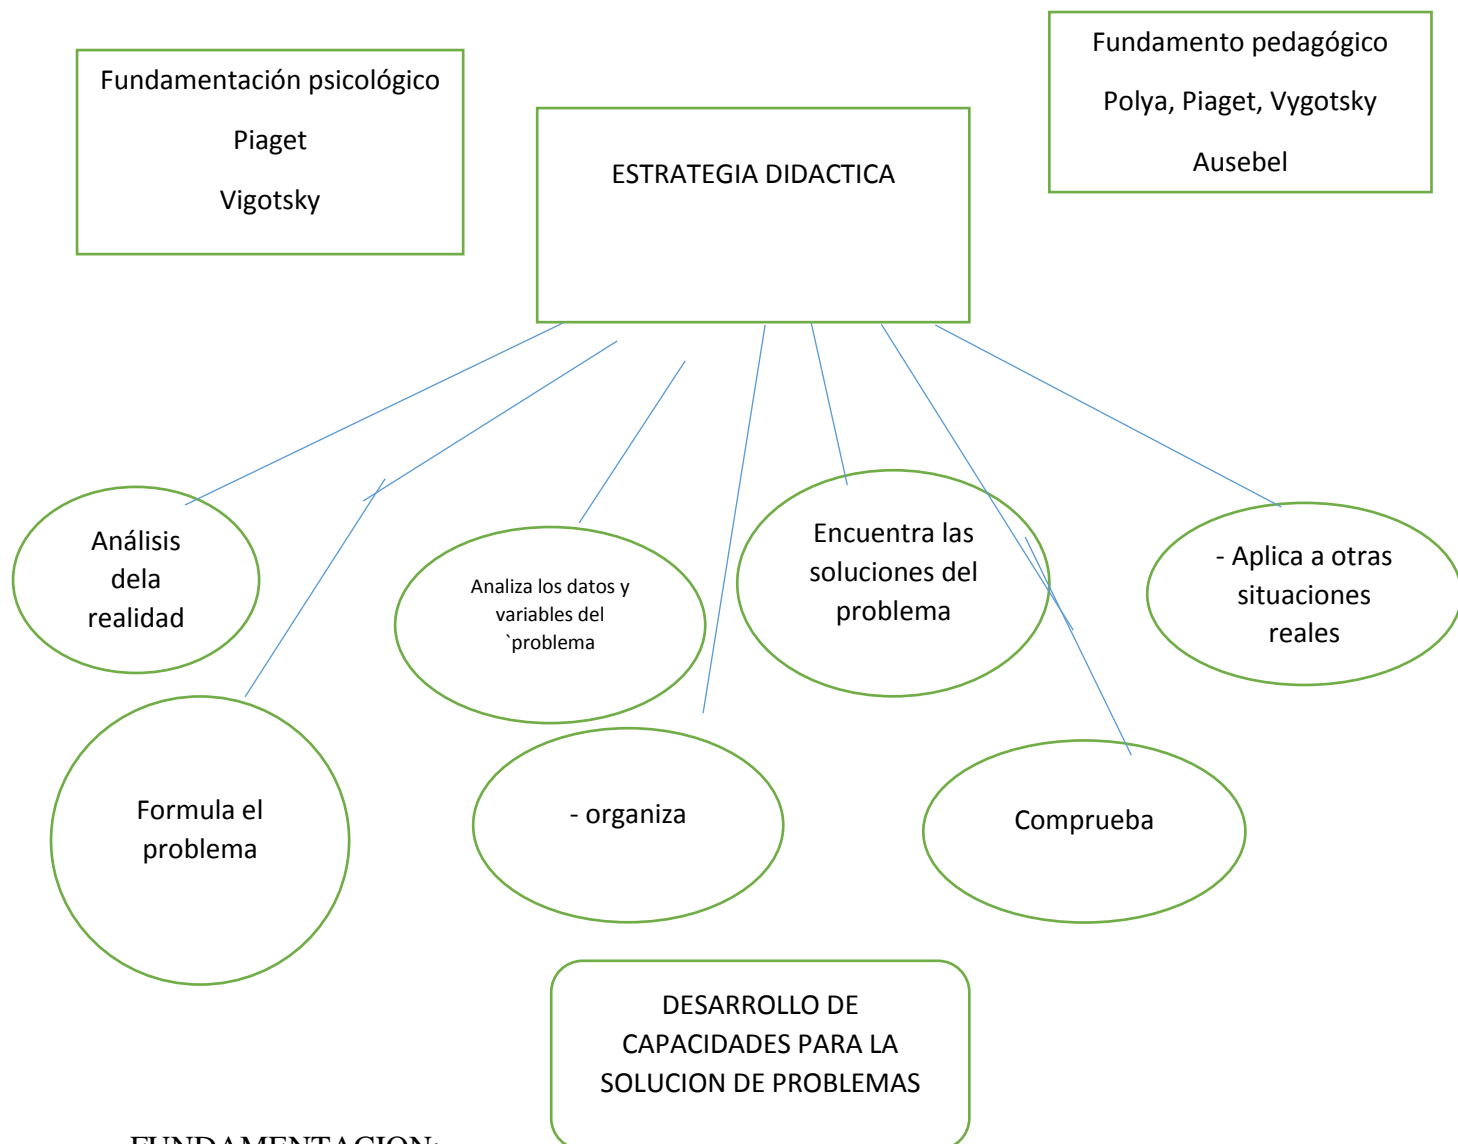 Fundamentación psicológico
Piaget
Vigotsky
Fundamento pedagógico
Polya, Piaget, Vygotsky
Ausebel
ESTRATEGIA DIDACTICA
Análisis
dela
realidad
Formula el
problema
Analiza los datos y
variables del
`problema
- organiza
Encuentra las
soluciones del
problema
Comprueba
- Aplica a otras
situaciones
reales
DESARROLLO DE
CAPACIDADES PARA LA
SOLUCION DE PROBLEMAS
FUNDAMENTACION: